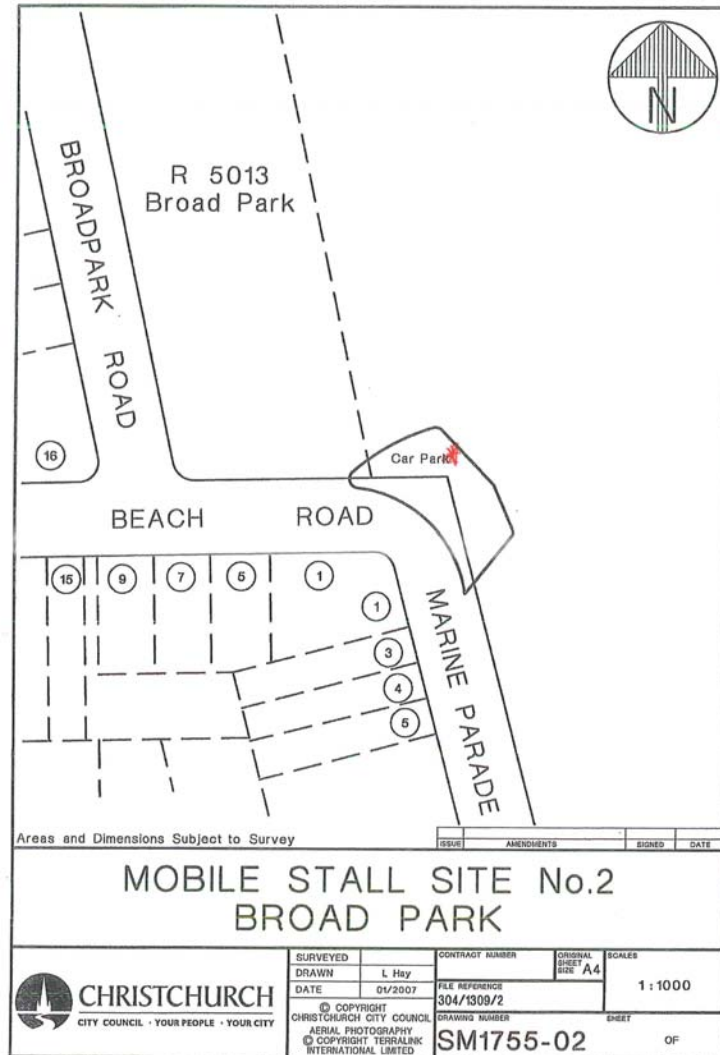 N
R 5013
Broad Park
BROADPARK ROAD
16
Car Park
BEACH ROAD
15
9
7
5
1
1
3
4
5
MARINE PARADE
Areas and Dimensions Subject to Survey
ISSUE AMENDMENTS SIGNED DATE
MOBILE STALL SITE No.2
BROAD PARK
CHRISTCHURCH
CITY COUNCIL · YOUR PEOPLE · YOUR CITY
SURVEYED
DRAWN L Hay
DATE 01/2007
© COPYRIGHT
CHRISTCHURCH CITY COUNCIL
AERIAL PHOTOGRAPHY
© COPYRIGHT TERRALINK
INTERNATIONAL LIMITED
CONTRACT NUMBER
FILE REFERENCE
304/1309/2
DRAWING NUMBER
SM1755-02
ORIGINAL
SHEET
SIZE A4
SCALES
1:1000
SHEET
OF